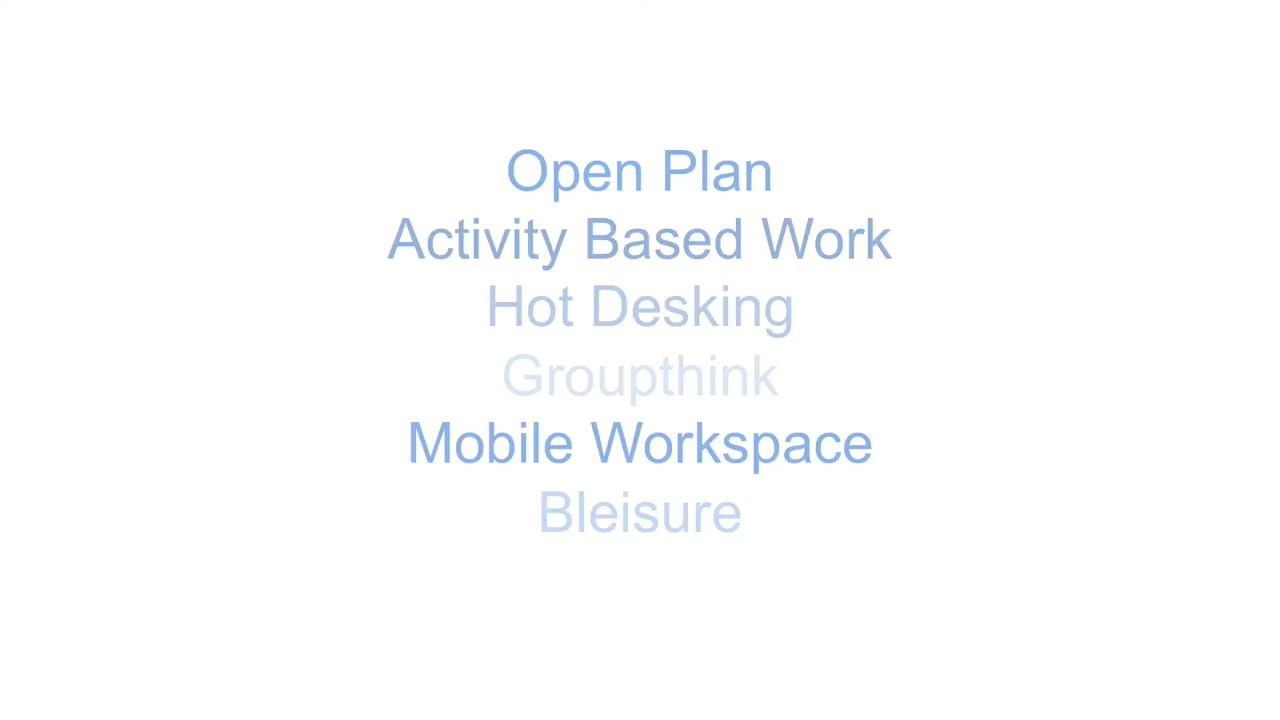 Open Plan
Activity Based Work
Hot Desking
Groupthink
Mobile Workspace
Bleisure